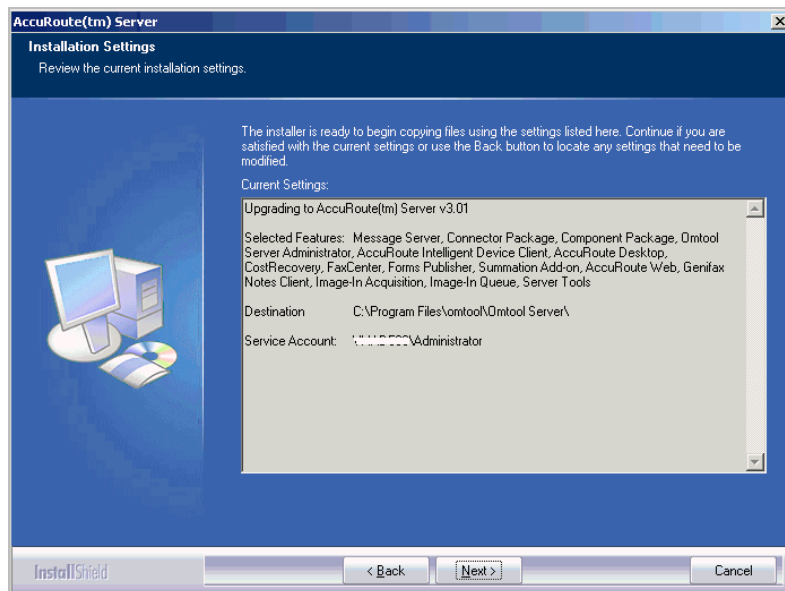 AccuRoute(tm) Server
Installation Settings
Review the current installation settings.
The installer is ready to begin copying files using the settings listed here. Continue if you are
satisfied with the current settings or use the Back button to locate any settings that need to be
modified.
Current Settings:
Upgrading to AccuRoute(tm) Server v3.01
Selected Features: Message Server, Connector Package, Component Package, Omtool
Server Administrator, AccuRoute Intelligent Device Client, AccuRoute Desktop,
CostRecovery, FaxCenter, Forms Publisher, Summation Add-on, AccuRoute Web, Genifax
Notes Client, Image-In Acquisition, Image-In Queue, Server Tools
Destination C:\Program Files\omtool\Omtool Server\
Service Account: \Administrator
InstallShield
< Back
Next >
Cancel